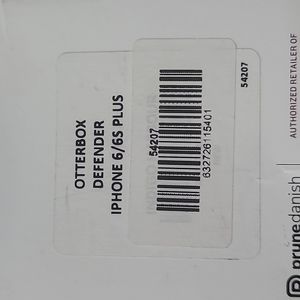 OTTERBOX
DEFENDER
IPHONE 6/6S PLUS
54207
632726115401
54207
AUTHORIZED RETAILER OF
prunedanish